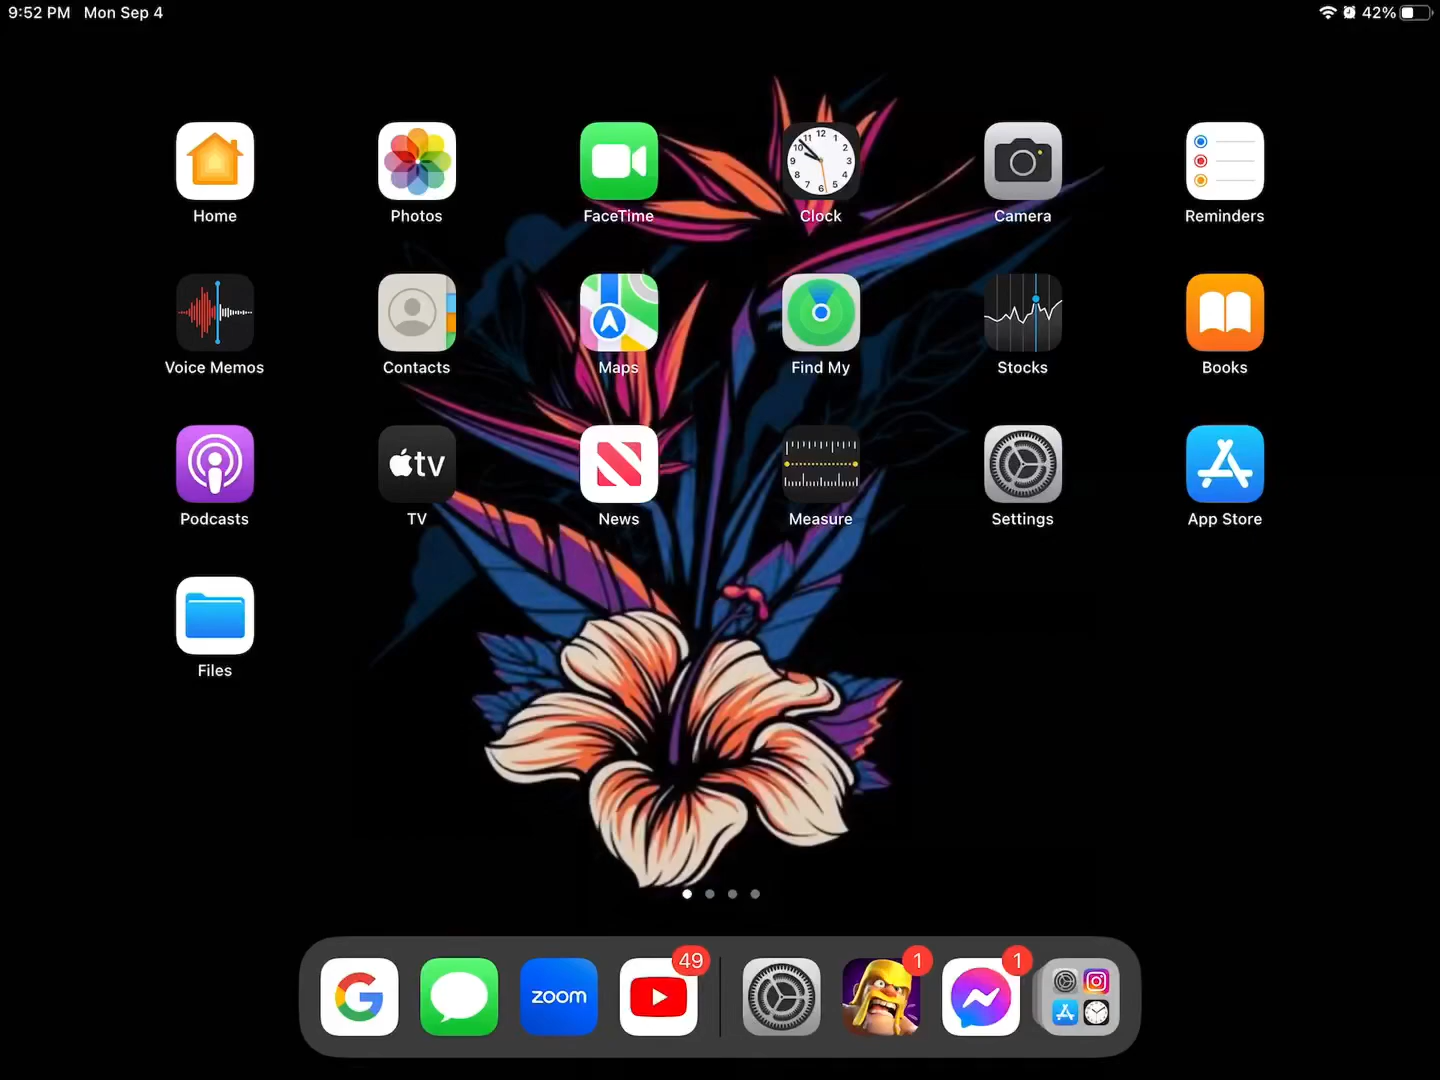 9:52 PM Mon Sep 4 42%
Home Photos FaceTime Clock Camera Reminders
Voice Memos Contacts Maps Find My Stocks Books
tv
Podcasts TV News Measure Settings App Store
Files
49 1 1
G zoom